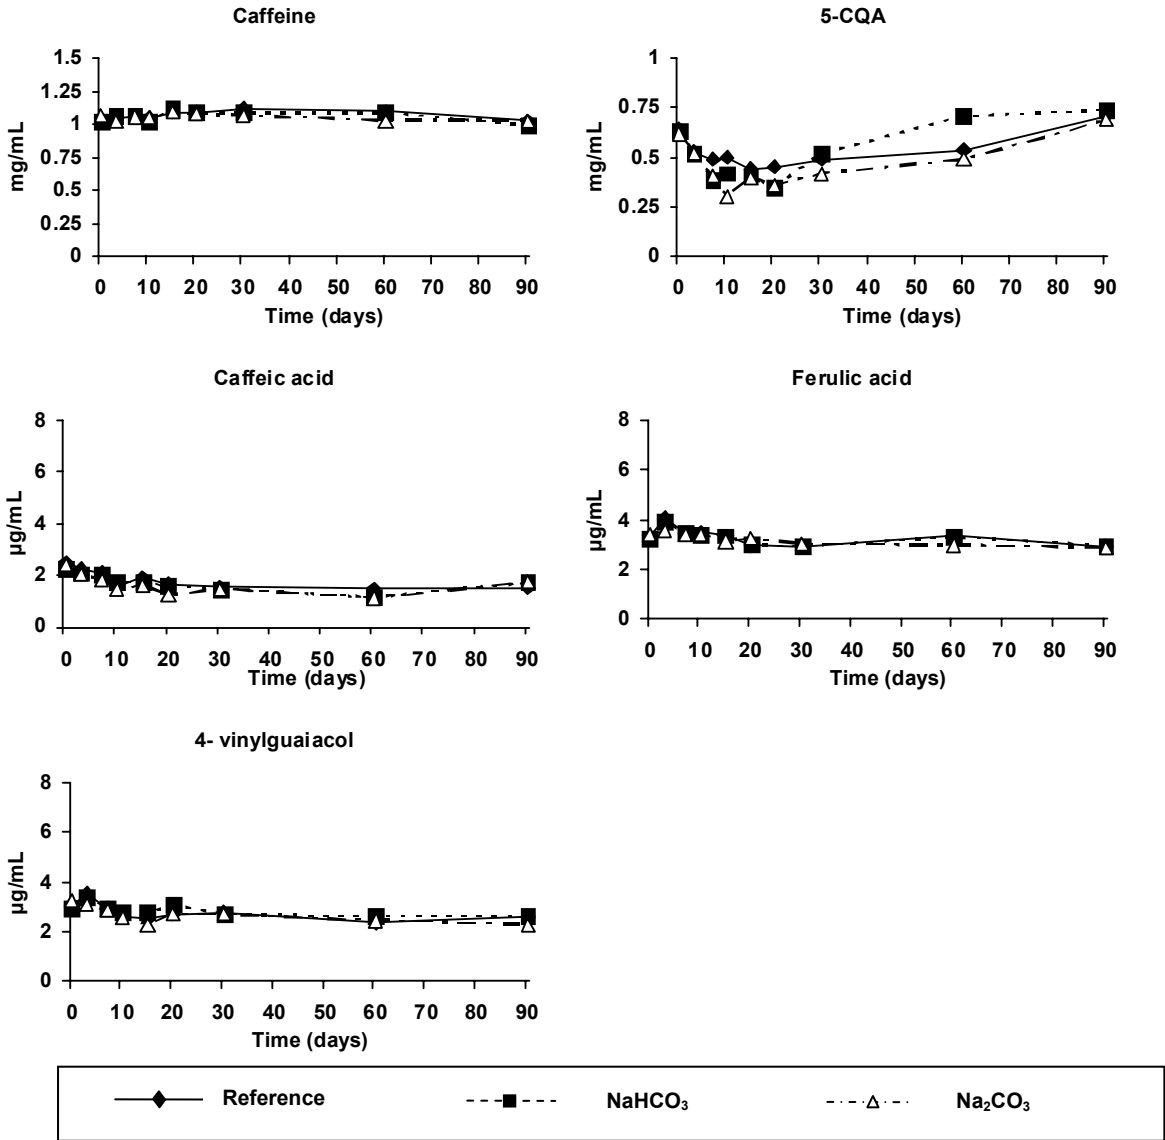 Caffeine
1.5
1.25
1
0.75
0.5
0.25
0
mg/mL
0 10 20 30 40 50 60 70 80 90
Time (days)
5-CQA
1
0.75
0.5
0.25
0
mg/mL
0 10 20 30 40 50 60 70 80 90
Time (days)
Caffeic acid
8
6
4
2
0
µg/mL
0 10 20 30 40 50 60 70 80 90
Time (days)
Ferulic acid
8
6
4
2
0
µg/mL
0 10 20 30 40 50 60 70 80 90
Time (days)
4- vinylguaiacol
8
6
4
2
0
µg/mL
0 10 20 30 40 50 60 70 80 90
Time (days)
Reference NaHCO₃ Na₂CO₃